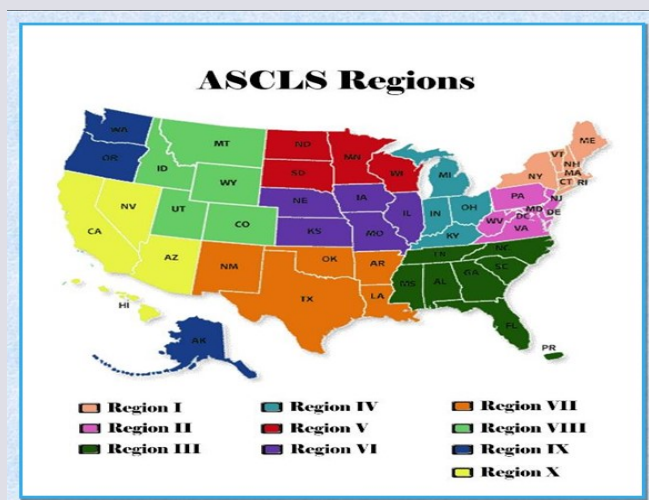 ASCLS Regions
WA
OR
ID
MT
WY
UT
CO
ND
SD
MN
WI
NE
KS
IA
MO
IL
MI
IN
OH
KY
ME
VT
NH
MA
NY
CT RI
PA
NJ
MD
DE
DC
WV
VA
CA
NV
AZ
HI
NM
OK
TX
AR
LA
TN
NC
SC
MS
AL
GA
FL
PR
AK
Region I
Region II
Region III
Region IV
Region V
Region VI
Region VII
Region VIII
Region IX
Region X